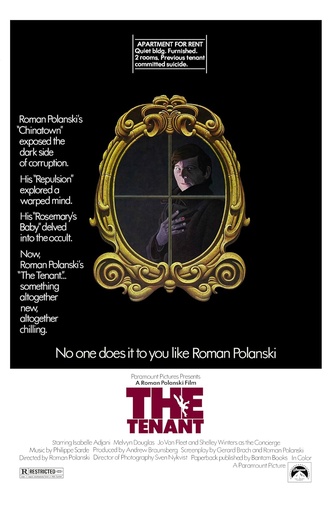 APARTMENT FOR RENT
Quiet bldg. Furnished.
2 rooms. Previous tenant
committed suicide.
Roman Polanski's
"Chinatown"
exposed the
dark side
of corruption.
His "Repulsion"
explored a
warped mind.
His "Rosemary's
Baby" delved
into the occult.
Now,
Roman Polanski's
"The Tenant"...
something
altogether
new,
altogether
chilling.
No one does it to you like Roman Polanski
Paramount Pictures Presents
A Roman Polanski Film
THE
TENANT
Starring Isabelle Adjani Melvyn Douglas Jo Van Fleet and Shelley Winters as the Concierge
Music by Philippe Sarde Produced by Andrew Braunsberg Screenplay by Gerard Brach and Roman Polanski
Directed by Roman Polanski Director of Photography Sven Nykvist Paperback published by Bantam Books In Color
R RESTRICTED
A Paramount Picture